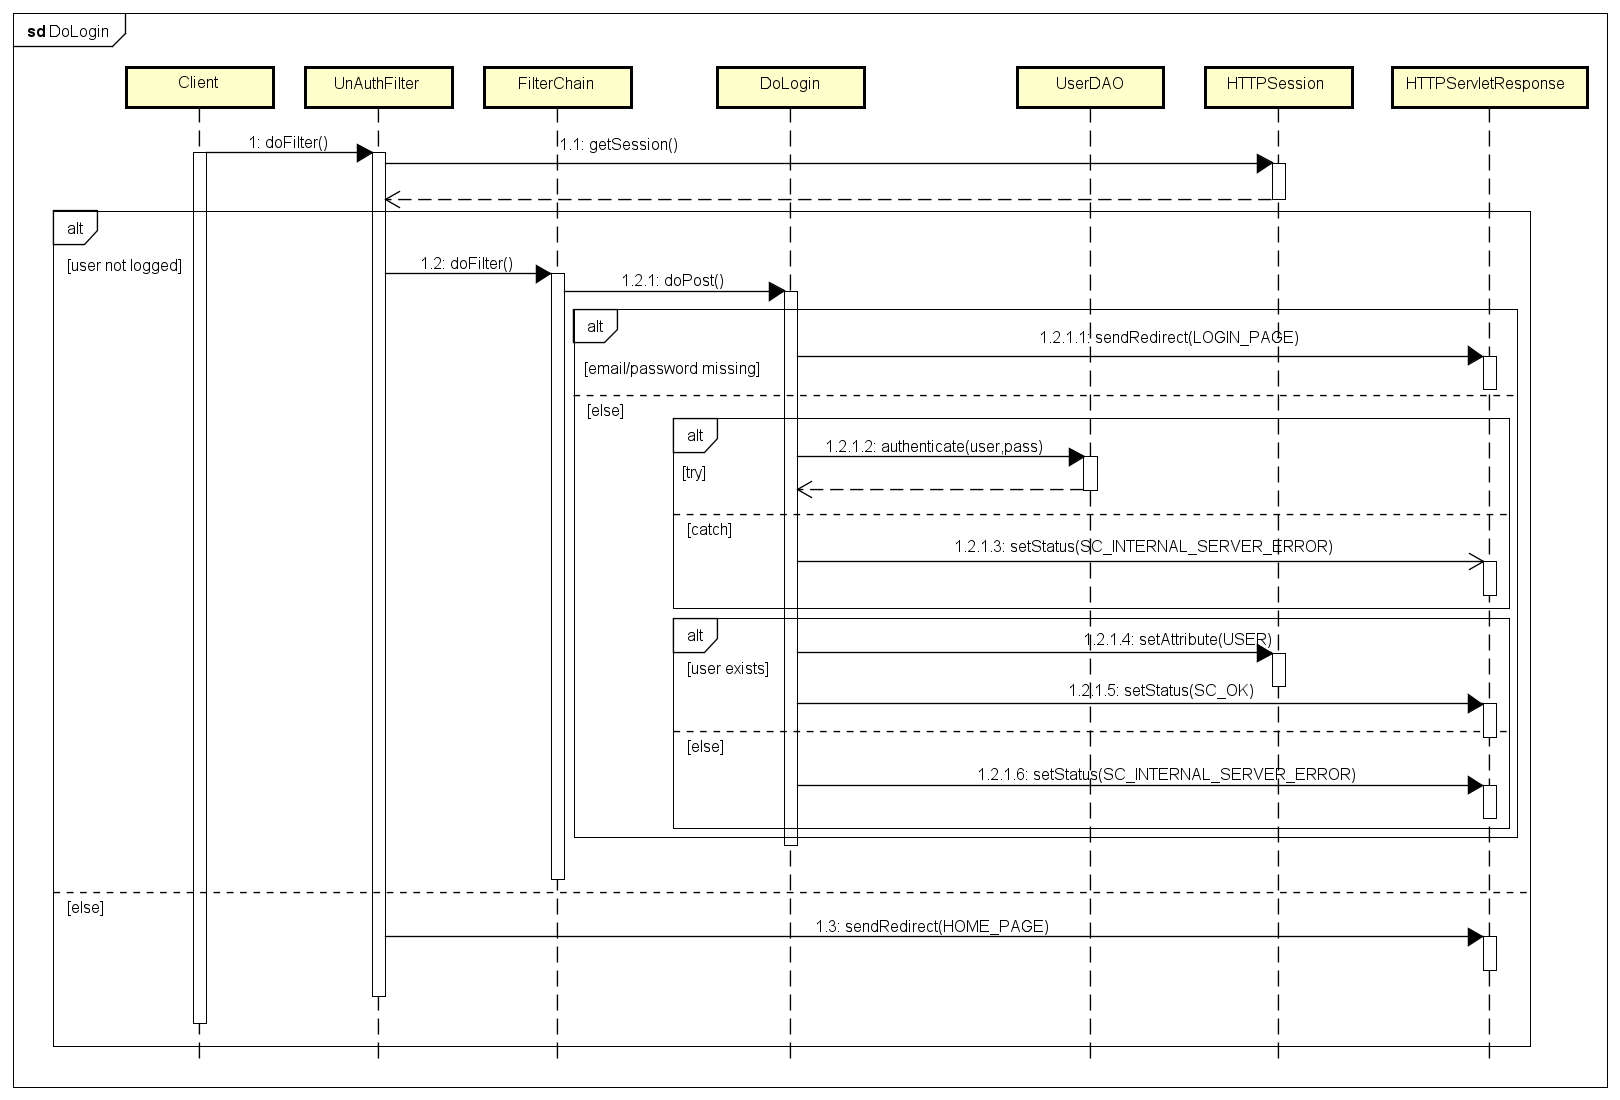 sd DoLogin
Client
UnAuthFilter
FilterChain
DoLogin
UserDAO
HTTPSession
HTTPServletResponse
1: doFilter()
1.1: getSession()
alt
[user not logged]
1.2: doFilter()
1.2.1: doPost()
alt
1.2.1.1: sendRedirect(LOGIN_PAGE)
[email/password missing]
[else]
alt
1.2.1.2: authenticate(user,pass)
[try]
[catch]
1.2.1.3: setStatus(SC_INTERNAL_SERVER_ERROR)
alt
1.2.1.4: setAttribute(USER)
[user exists]
1.2.1.5: setStatus(SC_OK)
[else]
1.2.1.6: setStatus(SC_INTERNAL_SERVER_ERROR)
[else]
1.3: sendRedirect(HOME_PAGE)